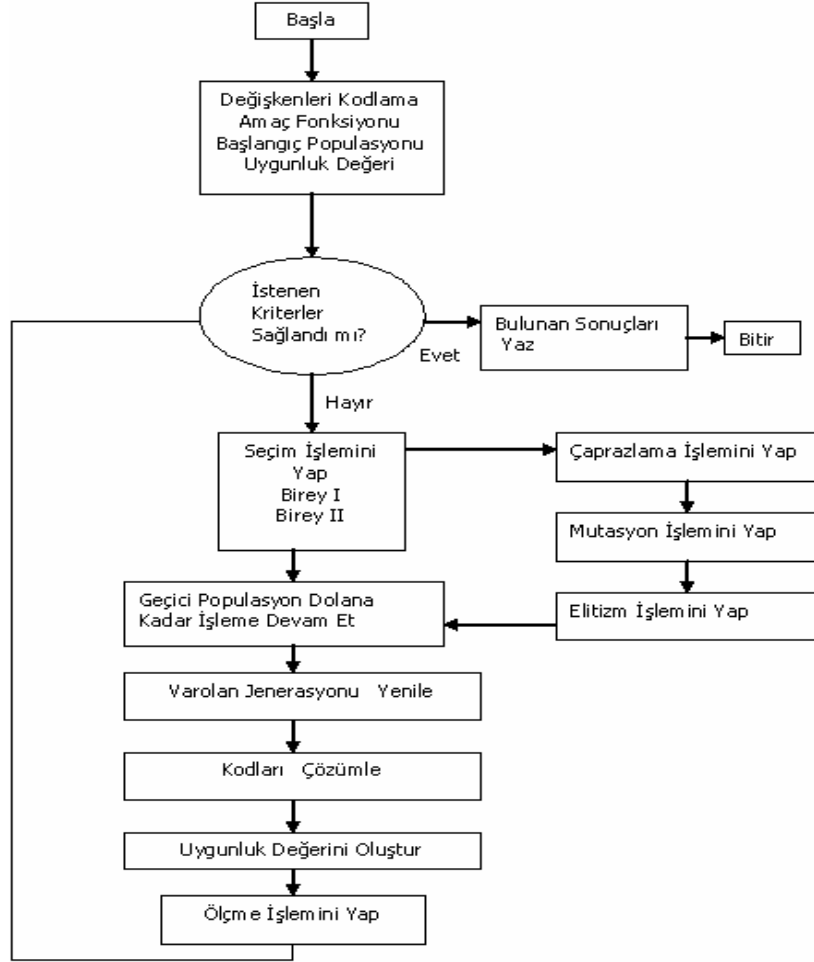 Başla
Değişkenleri Kodlama
Amaç Fonksiyonu
Başlangıç Populasyonu
Uygunluk Değeri
İstenen
Kriterler
Sağlandı mı?
Evet
Bulunan Sonuçları
Yaz
Bitir
Hayır
Seçim İşlemini
Yap
Birey I
Birey II
Çaprazlama İşlemini Yap
Mutasyon İşlemini Yap
Elitizm İşlemini Yap
Geçici Populasyon Dolana
Kadar İşleme Devam Et
Varolan Jenerasyonu Yenile
Kodları Çözümle
Uygunluk Değerini Oluştur
Ölçme İşlemini Yap